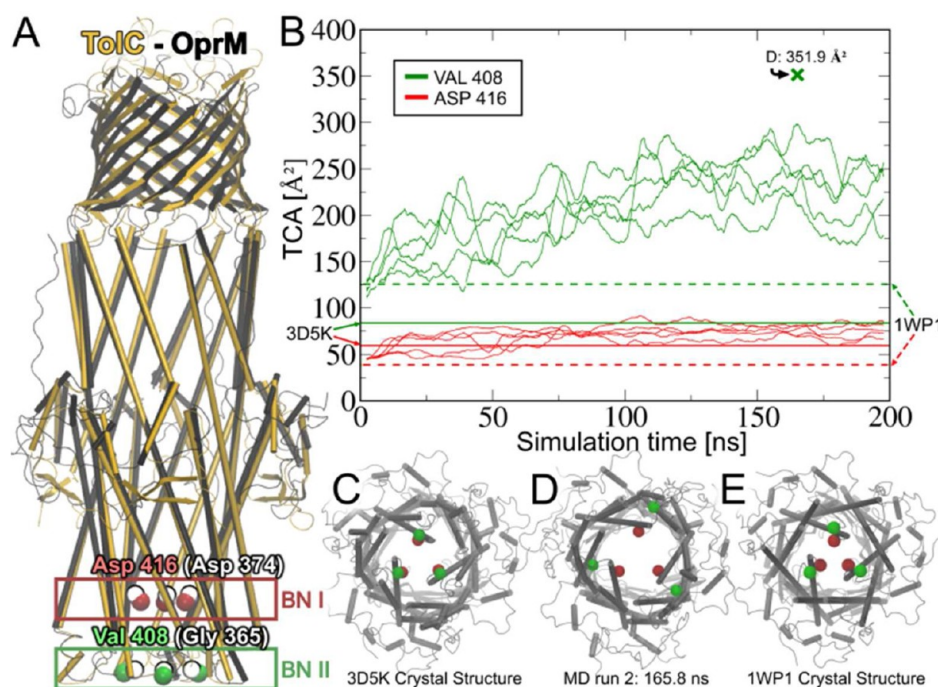 A
TolC - OprM
Asp 416 (Asp 374)
BN I
Val 408 (Gly 365)
BN II
B
TCA [Å²]
400
350
300
250
200
150
100
50
0
VAL 408
ASP 416
D: 351.9 Å²
3D5K
1WP1
0
50
100
150
200
Simulation time [ns]
C
D
E
3D5K Crystal Structure
MD run 2: 165.8 ns
1WP1 Crystal Structure